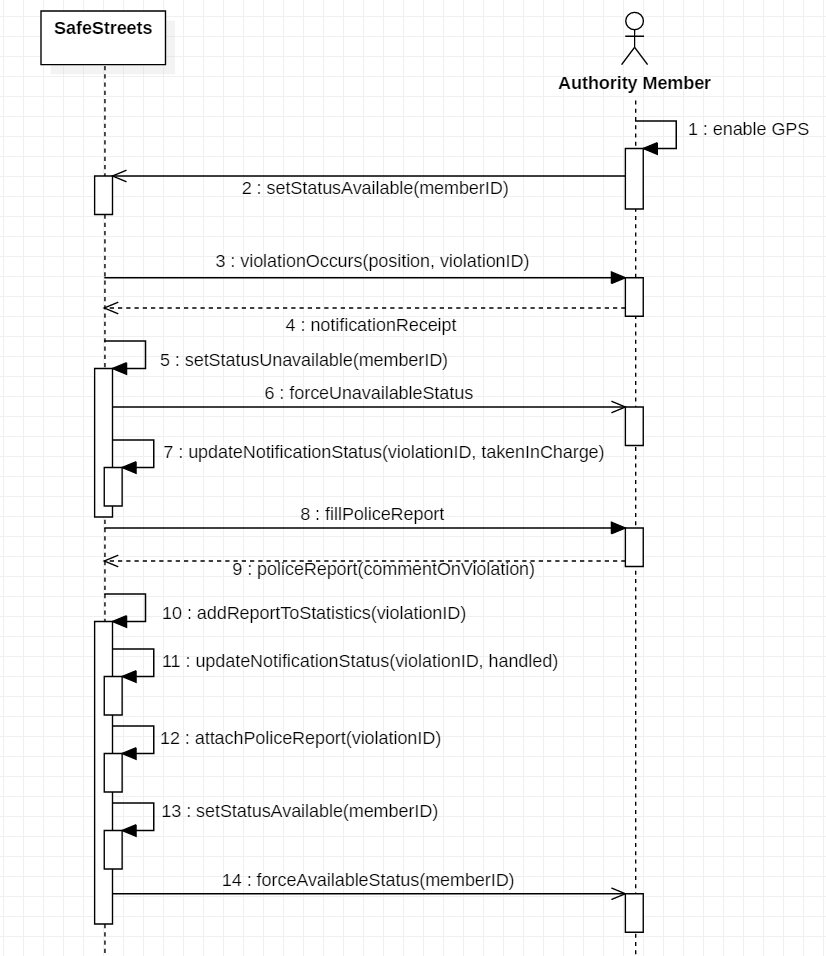 SafeStreets
Authority Member
1 : enable GPS
2 : setStatusAvailable(memberID)
3 : violationOccurs(position, violationID)
4 : notificationReceipt
5 : setStatusUnavailable(memberID)
6 : forceUnavailableStatus
7 : updateNotificationStatus(violationID, takenInCharge)
8 : fillPoliceReport
9 : policeReport(commentOnViolation)
10 : addReportToStatistics(violationID)
11 : updateNotificationStatus(violationID, handled)
12 : attachPoliceReport(violationID)
13 : setStatusAvailable(memberID)
14 : forceAvailableStatus(memberID)